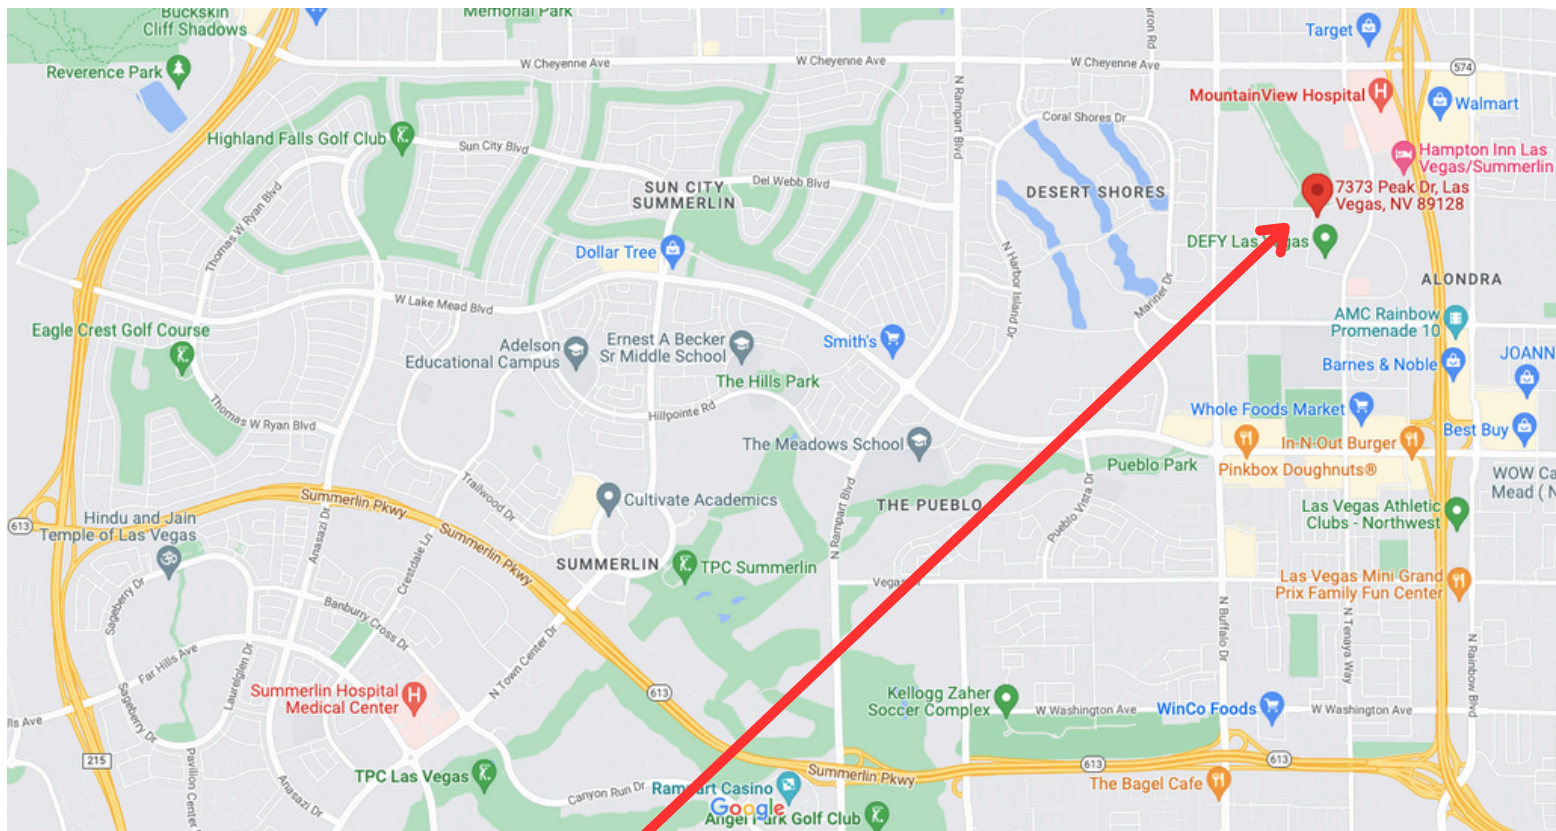 Buckskin
Cliff Shadows
Memorial Park
Target
W Cheyenne Ave
W Cheyenne Ave
W Cheyenne Ave
574
Reverence Park
MountainView Hospital
Walmart
N Rampart Blvd
Coral Shores Dr
Highland Falls Golf Club
Sun City Blvd
Hampton Inn Las
Vegas/Summerlin
SUN CITY
SUMMERLIN
Del Webb Blvd
DESERT SHORES
7373 Peak Dr, Las
Vegas, NV 89128
Thomas W Ryan Blvd
Dollar Tree
DEFY Las Vegas
N Harbor Island Dr
Mariner Dr
ALONDRA
W Lake Mead Blvd
Eagle Crest Golf Course
AMC Rainbow
Promenade 10
Adelson
Educational Campus
Ernest A Becker
Sr Middle School
Smith's
Barnes & Noble
JOANN
The Hills Park
Thomas W Ryan Blvd
Hillpointe Rd
Whole Foods Market
The Meadows School
In-N-Out Burger
Best Buy
Pueblo Park
Pinkbox Doughnuts®
WOW Ca
Mead ( N
Trailwood Dr
Summerlin Pkwy
Cultivate Academics
THE PUEBLO
N Rampart Blvd
Pueblo Vista Dr
Las Vegas Athletic
Clubs - Northwest
613
Hindu and Jain
Temple of Las Vegas
Anasazi Dr
Crestdale Ln
Summerlin Pkwy
SUMMERLIN
TPC Summerlin
Vegas
Las Vegas Mini Grand
Prix Family Fun Center
Sageberry Dr
Banburry Cross Dr
N Buffalo Dr
N Tenaya Way
N Rainbow Blvd
Far Hills Ave
Laurelglen Dr
N Town Center Dr
Summerlin Hospital
Medical Center
613
Kellogg Zaher
Soccer Complex
W Washington Ave
WinCo Foods
W Washington Ave
lls Ave
Sageberry Dr
215
Pavilion Center
Anasazi Dr
TPC Las Vegas
Canyon Run Dr
Rampart Casino
Summerlin Pkwy
613
613
The Bagel Cafe
Google
Angel Park Golf Club